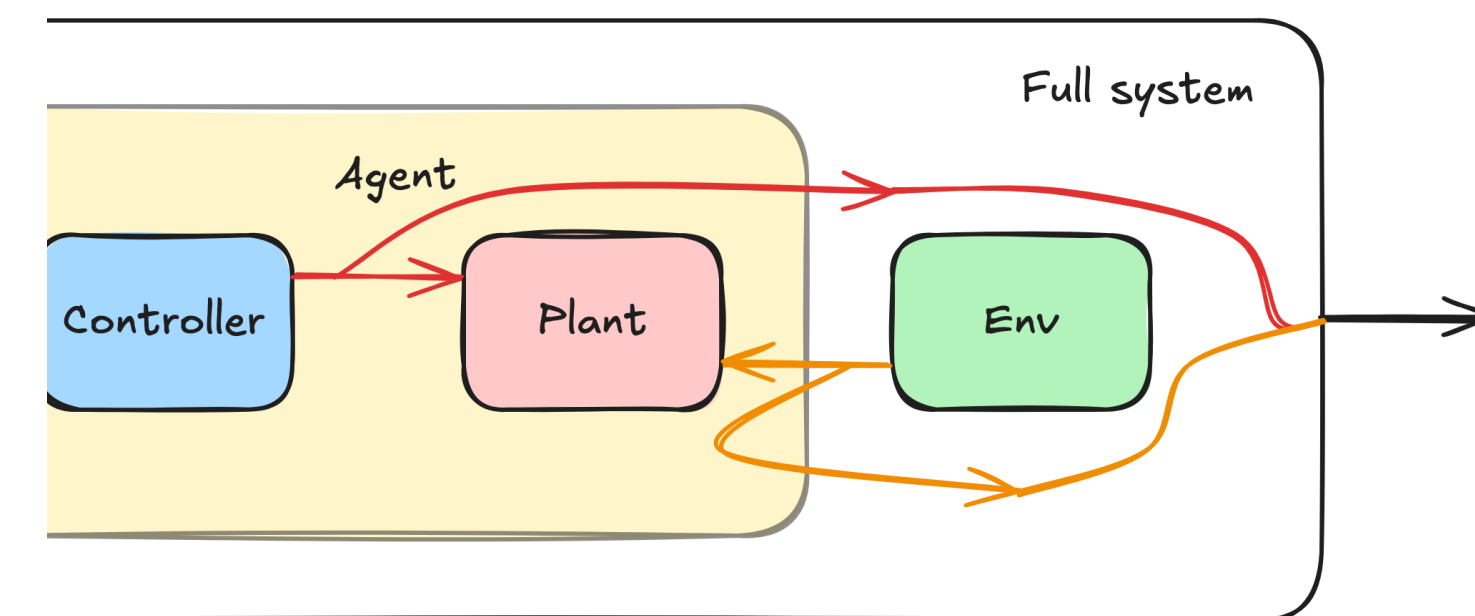 Full system
Agent
Controller
Plant
Env